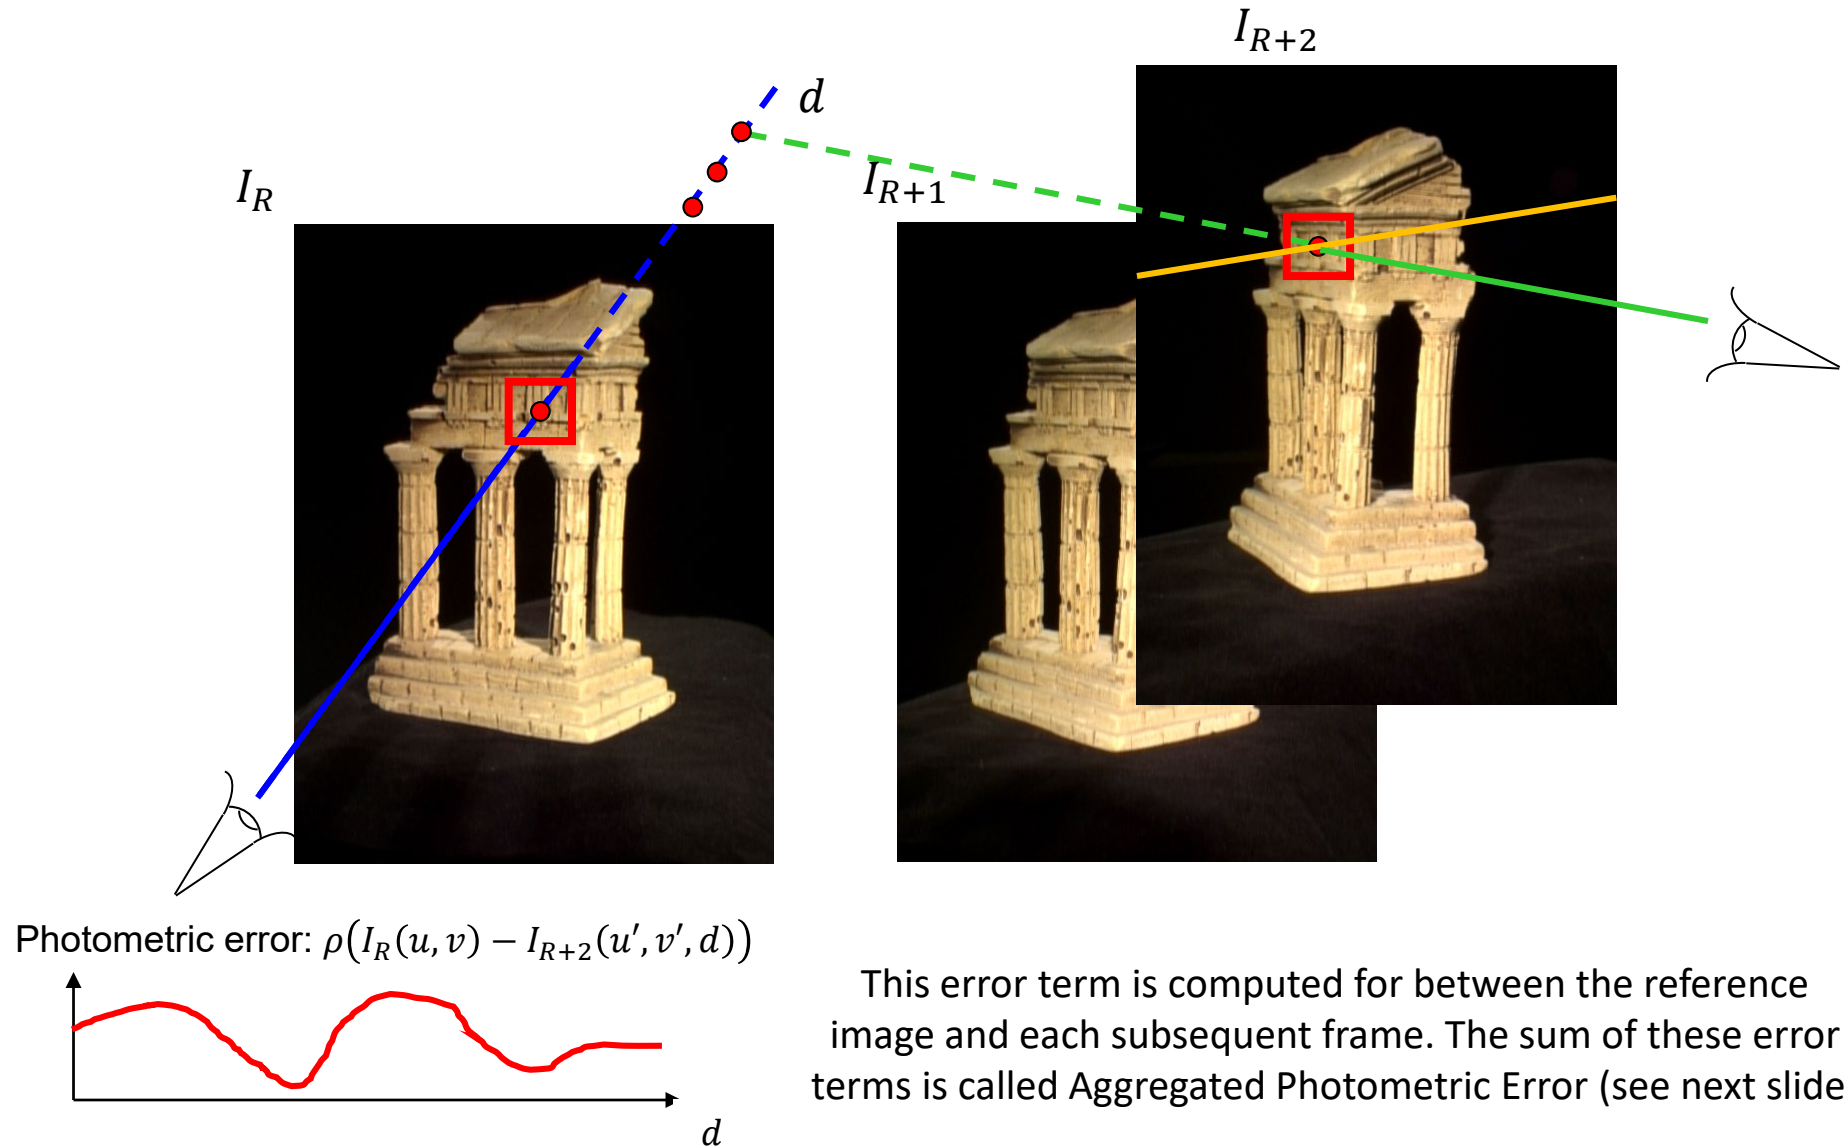 I_{R+2}
d
I_{R+1}
I_R
Photometric error: ρ(I_R(u, v) − I_{R+2}(u′, v′, d))
This error term is computed for between the reference
image and each subsequent frame. The sum of these error
terms is called Aggregated Photometric Error (see next slide
d